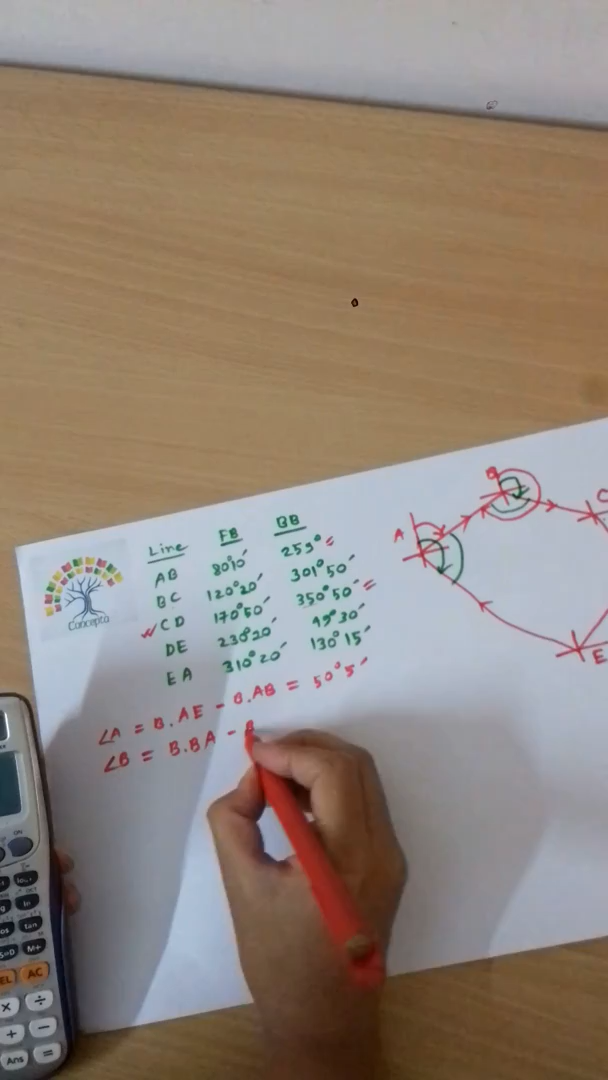 Line FB BB
AB 80°10′ 259°
BC 120°20′ 301°50′
CD 170°50′ 350°50′
DE 230°20′ 49°30′
EA 310°20′ 130°15′
∠A = B.AE - B.AB = 50°5′
∠B = B.BA - B
Concepta
A
B
C
E